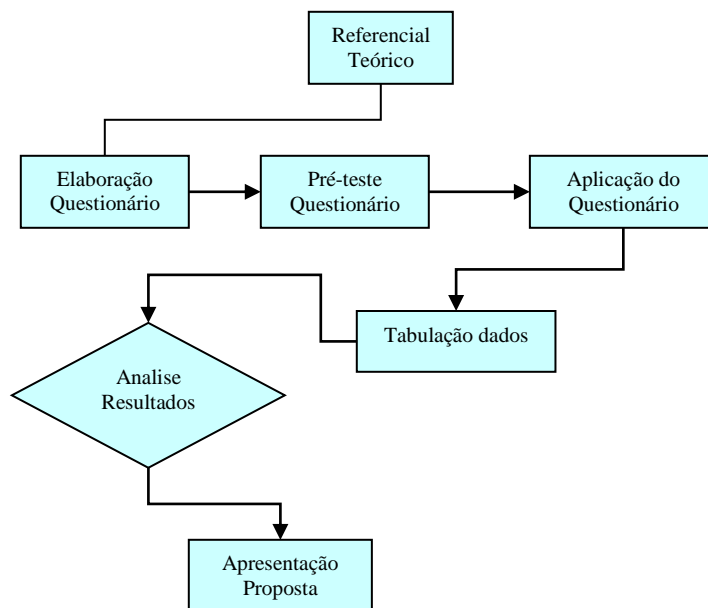 Referencial
Teórico
Elaboração
Questionário
Pré-teste
Questionário
Aplicação do
Questionário
Tabulação dados
Analise
Resultados
Apresentação
Proposta